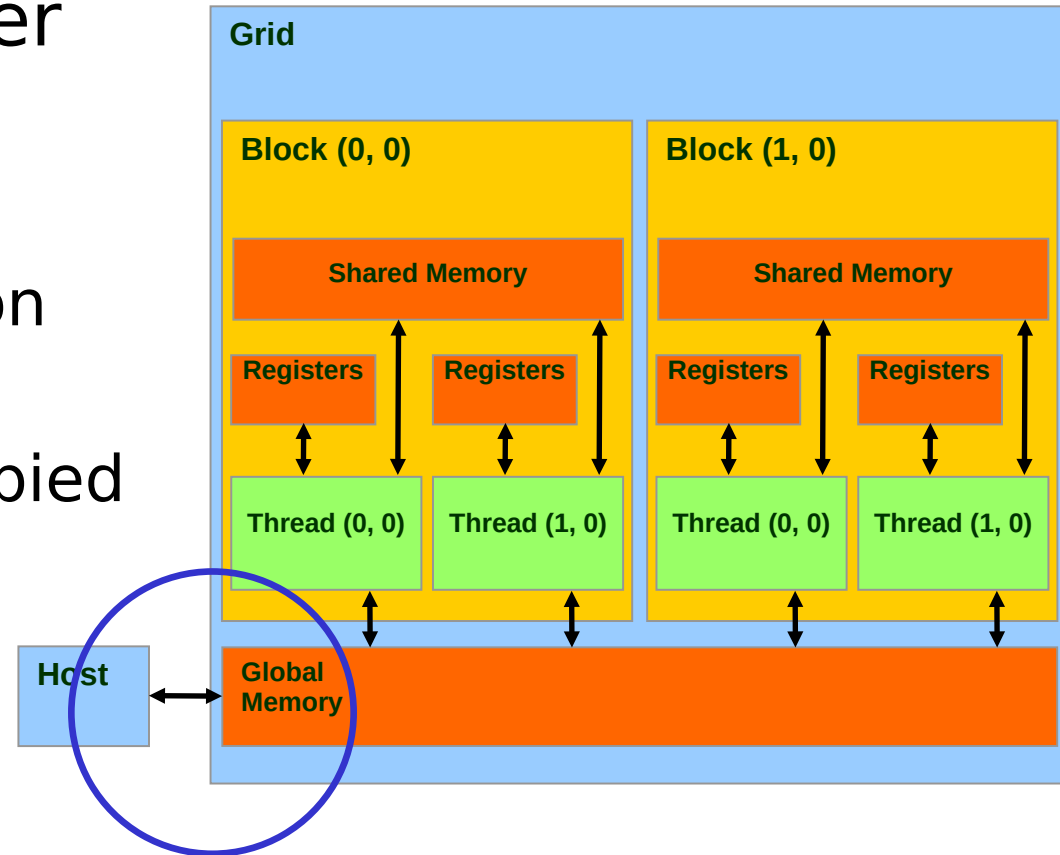 er
on
pied
Grid
Block (0, 0)
Block (1, 0)
Shared Memory
Shared Memory
Registers
Registers
Registers
Registers
Thread (0, 0)
Thread (1, 0)
Thread (0, 0)
Thread (1, 0)
Host
Global
Memory